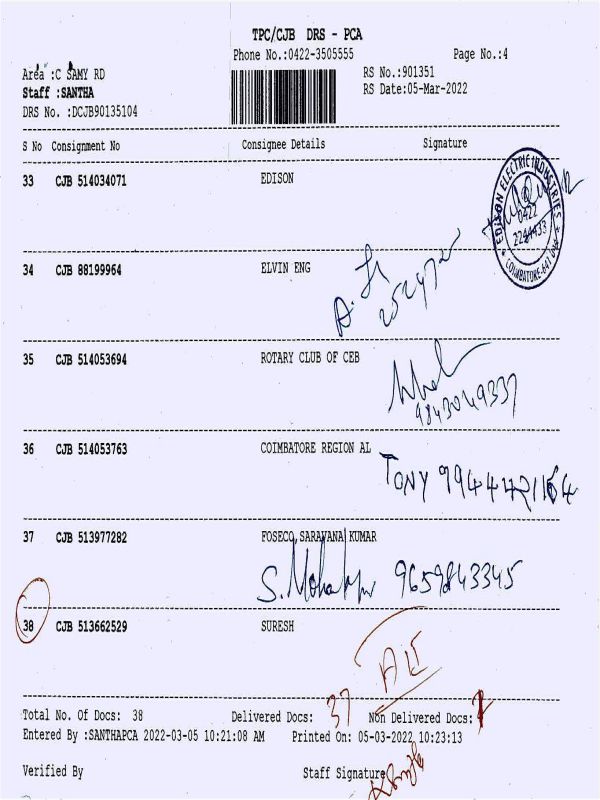 TPC/CJB DRS - PCA
Phone No.:0422-3505555 Page No.:4
Area :C SAMY RD RS No.:901351
Staff :SANTHA RS Date:05-Mar-2022
DRS No. :DCJB90135104
S No Consignment No Consignee Details Signature
33 CJB 514034071 EDISON
EDISON ELECTRIC INDUSTRIES
0422
COIMBATORE-641
34 CJB 88199964 ELVIN ENG
35 CJB 514053694 ROTARY CLUB OF CEB
9843049337
36 CJB 514053763 COIMBATORE REGION AL
TONY
37 CJB 513977282 FOSECO,SARAVANA KUMAR
9659843345
38 CJB 513662529 SURESH
Total No. Of Docs: 38 Delivered Docs: 37 Non Delivered Docs: 1
Entered By :SANTHAPCA 2022-03-05 10:21:08 AM Printed On: 05-03-2022 10:23:13
Verified By Staff Signature